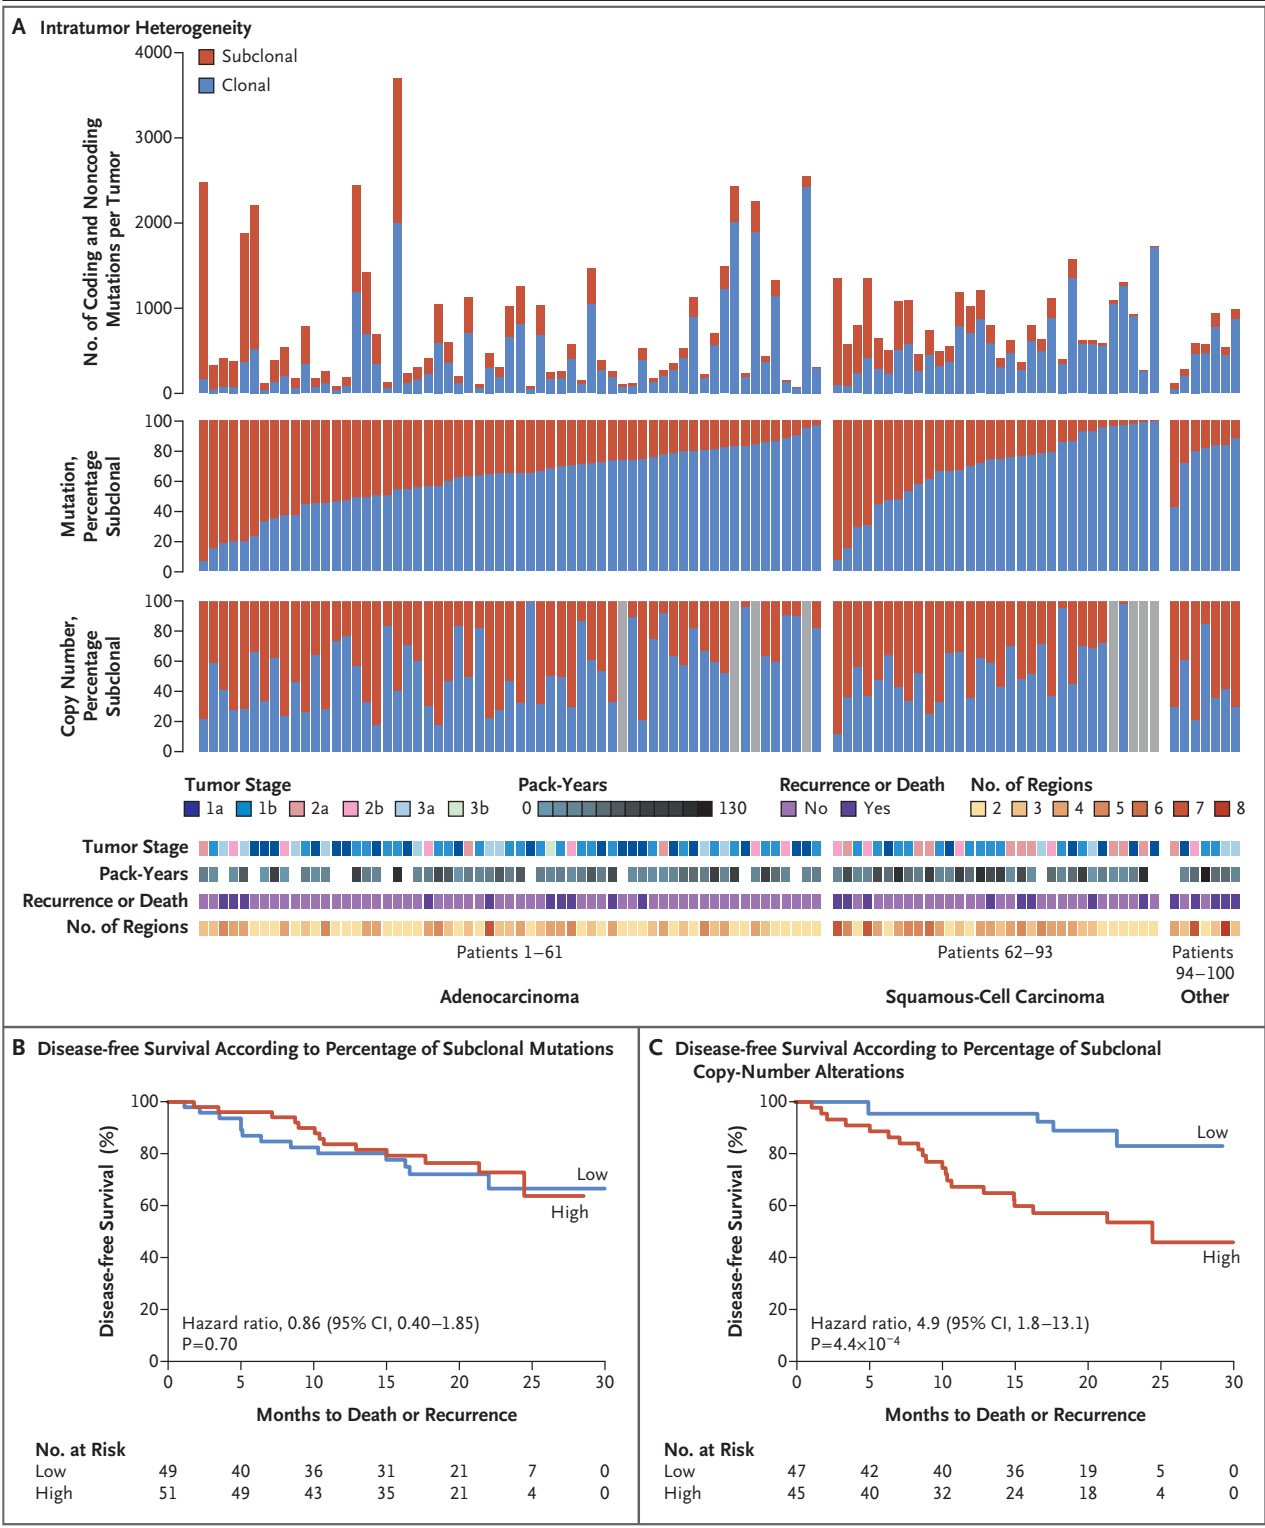 A Intratumor Heterogeneity
Subclonal
Clonal
No. of Coding and Noncoding
Mutations per Tumor
4000
3000
2000
1000
0
Mutation,
Percentage
Subclonal
100
80
60
40
20
0
Copy Number,
Percentage
Subclonal
100
80
60
40
20
0
Tumor Stage
1a 1b 2a 2b 3a 3b
Pack-Years
0 130
Recurrence or Death
No Yes
No. of Regions
2 3 4 5 6 7 8
Tumor Stage
Pack-Years
Recurrence or Death
No. of Regions
Patients 1–61
Patients 62–93
Patients
94–100
Adenocarcinoma
Squamous-Cell Carcinoma
Other
B Disease-free Survival According to Percentage of Subclonal Mutations
Disease-free Survival (%)
100
80
60
40
20
0
Low
High
Hazard ratio, 0.86 (95% CI, 0.40–1.85)
P=0.70
0 5 10 15 20 25 30
Months to Death or Recurrence
No. at Risk
Low 49 40 36 31 21 7 0
High 51 49 43 35 21 4 0
C Disease-free Survival According to Percentage of Subclonal
Copy-Number Alterations
Disease-free Survival (%)
100
80
60
40
20
0
Low
High
Hazard ratio, 4.9 (95% CI, 1.8–13.1)
P=4.4×10⁻⁴
0 5 10 15 20 25 30
Months to Death or Recurrence
No. at Risk
Low 47 42 40 36 19 5 0
High 45 40 32 24 18 4 0